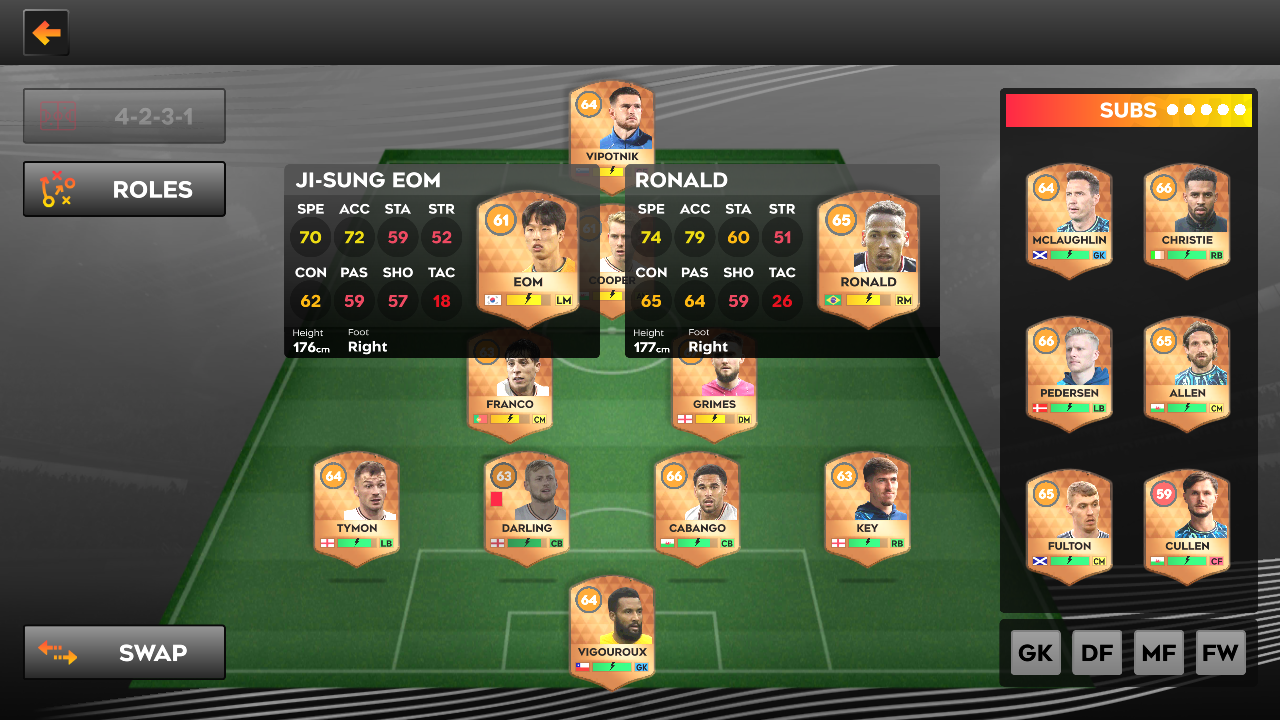 4-2-3-1
ROLES
SWAP
64
VIPOTNIK
JI-SUNG EOM
SPE ACC STA STR
70 72 59 52
CON PAS SHO TAC
62 59 57 18
Height Foot
176cm Right
61
EOM
LM
61
COOPER
RONALD
SPE ACC STA STR
74 79 60 51
CON PAS SHO TAC
65 64 59 26
Height Foot
177cm Right
65
RONALD
RM
FRANCO
CM
GRIMES
DM
64
TYMON
LB
63
DARLING
CB
66
CABANGO
CB
63
KEY
RB
64
VIGOUROUX
GK
SUBS
64
MCLAUGHLIN
GK
66
CHRISTIE
RB
66
PEDERSEN
LB
65
ALLEN
CM
65
FULTON
CM
59
CULLEN
CF
GK DF MF FW